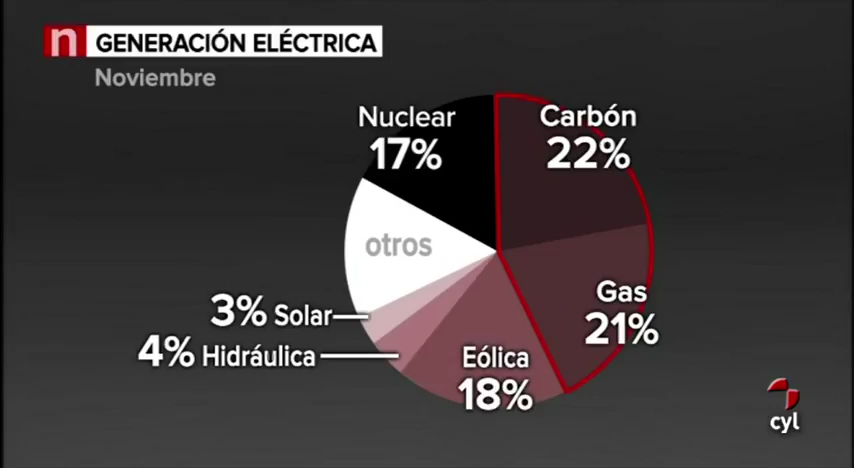 n GENERACIÓN ELÉCTRICA
Noviembre
Nuclear
17%
Carbón
22%
otros
Gas
21%
3% Solar
4% Hidráulica
Eólica
18%
cyl